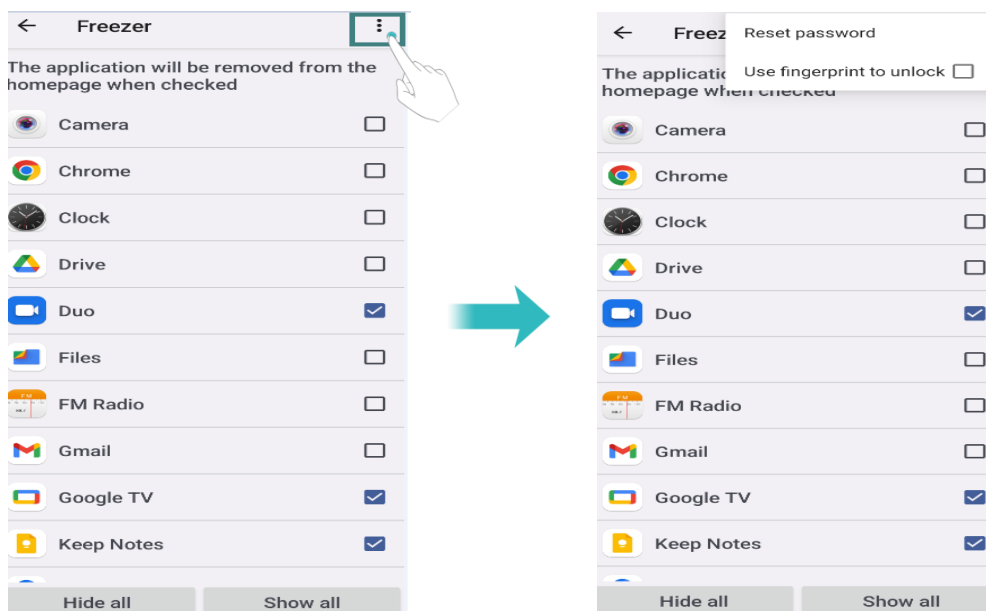 Freezer
The application will be removed from the
homepage when checked
Camera
Chrome
Clock
Drive
Duo
Files
FM
FM Radio
Gmail
Google TV
Keep Notes
Hide all
Show all
Freez
Reset password
Use fingerprint to unlock
The applicatio
homepage when checked
Camera
Chrome
Clock
Drive
Duo
Files
FM
FM Radio
Gmail
Google TV
Keep Notes
Hide all
Show all